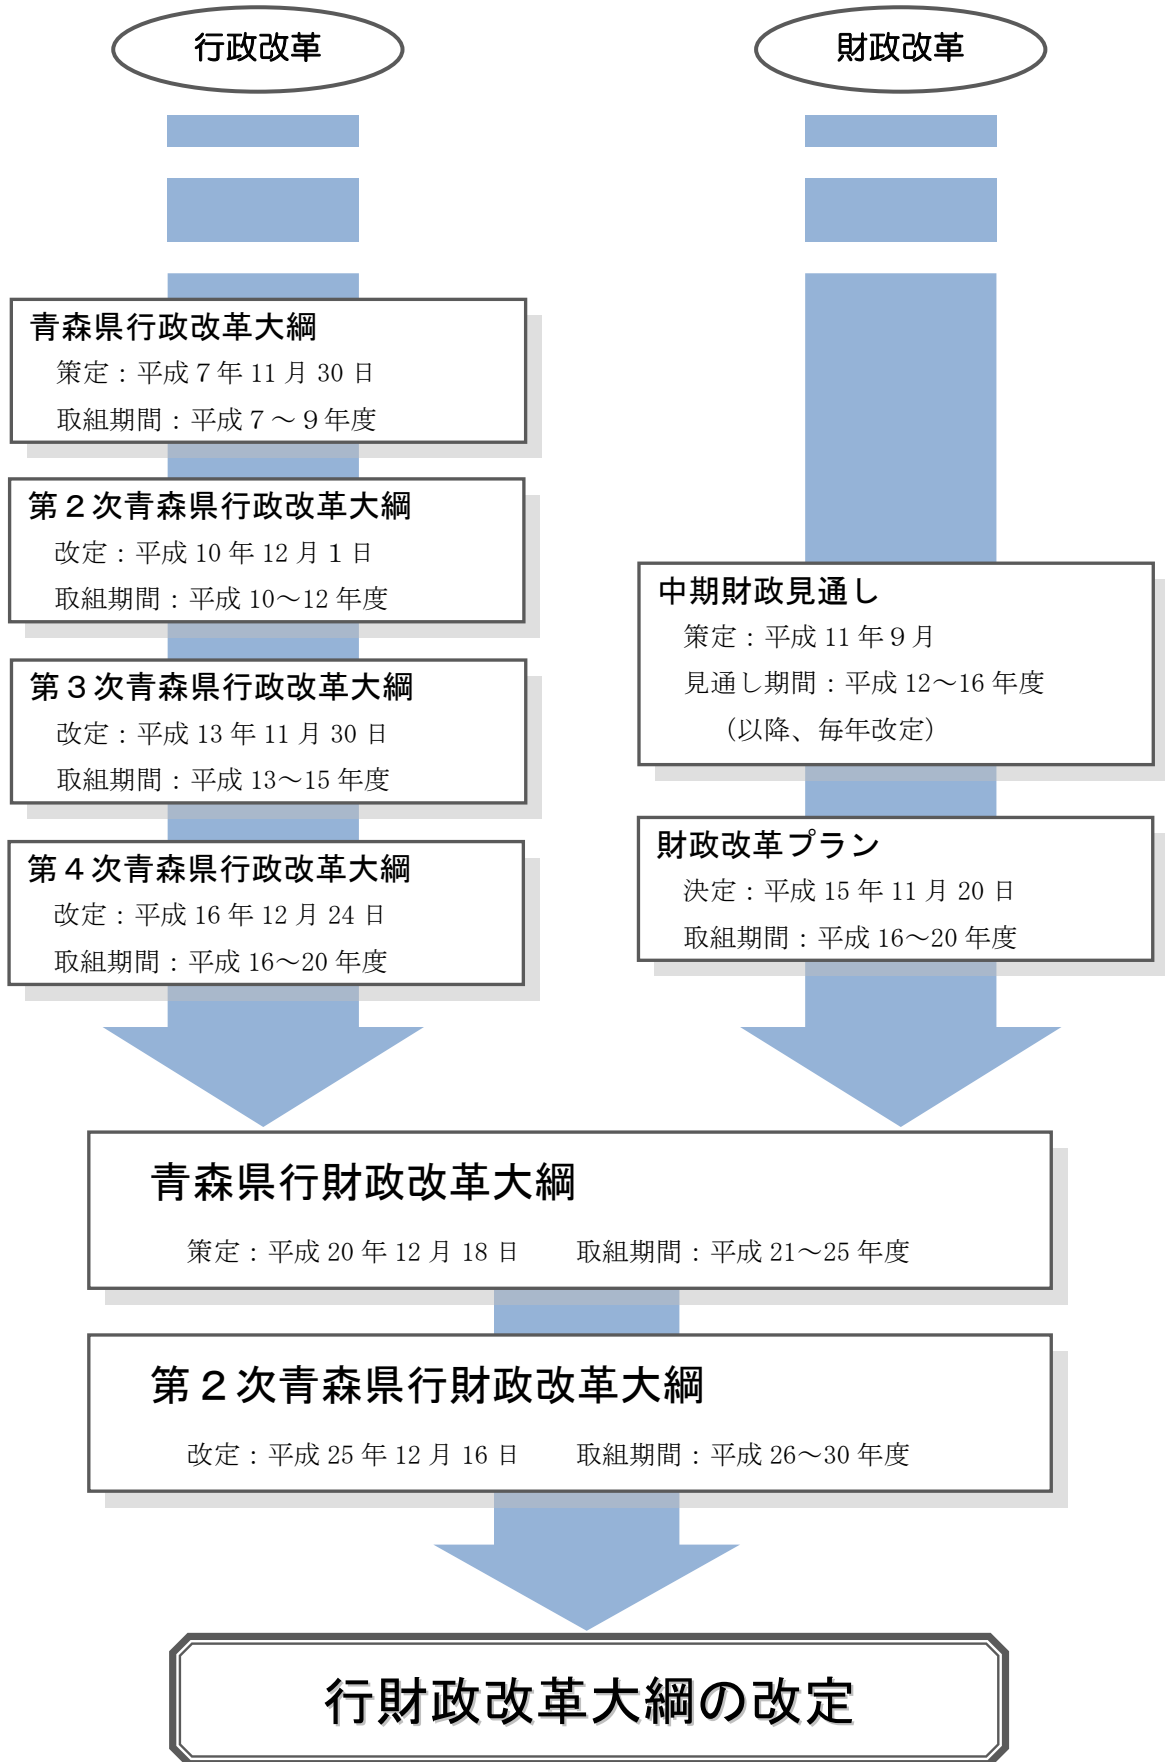 行政改革
財政改革
青森県行政改革大綱
策定：平成７年 11 月 30 日
取組期間：平成７～９年度
第２次青森県行政改革大綱
改定：平成 10 年 12 月１日
取組期間：平成 10～12 年度
第３次青森県行政改革大綱
改定：平成 13 年 11 月 30 日
取組期間：平成 13～15 年度
第４次青森県行政改革大綱
改定：平成 16 年 12 月 24 日
取組期間：平成 16～20 年度
中期財政見通し
策定：平成 11 年９月
見通し期間：平成 12～16 年度
（以降、毎年改定）
財政改革プラン
決定：平成 15 年 11 月 20 日
取組期間：平成 16～20 年度
青森県行財政改革大綱
策定：平成 20 年 12 月 18 日　　取組期間：平成 21～25 年度
第２次青森県行財政改革大綱
改定：平成 25 年 12 月 16 日　　取組期間：平成 26～30 年度
行財政改革大綱の改定